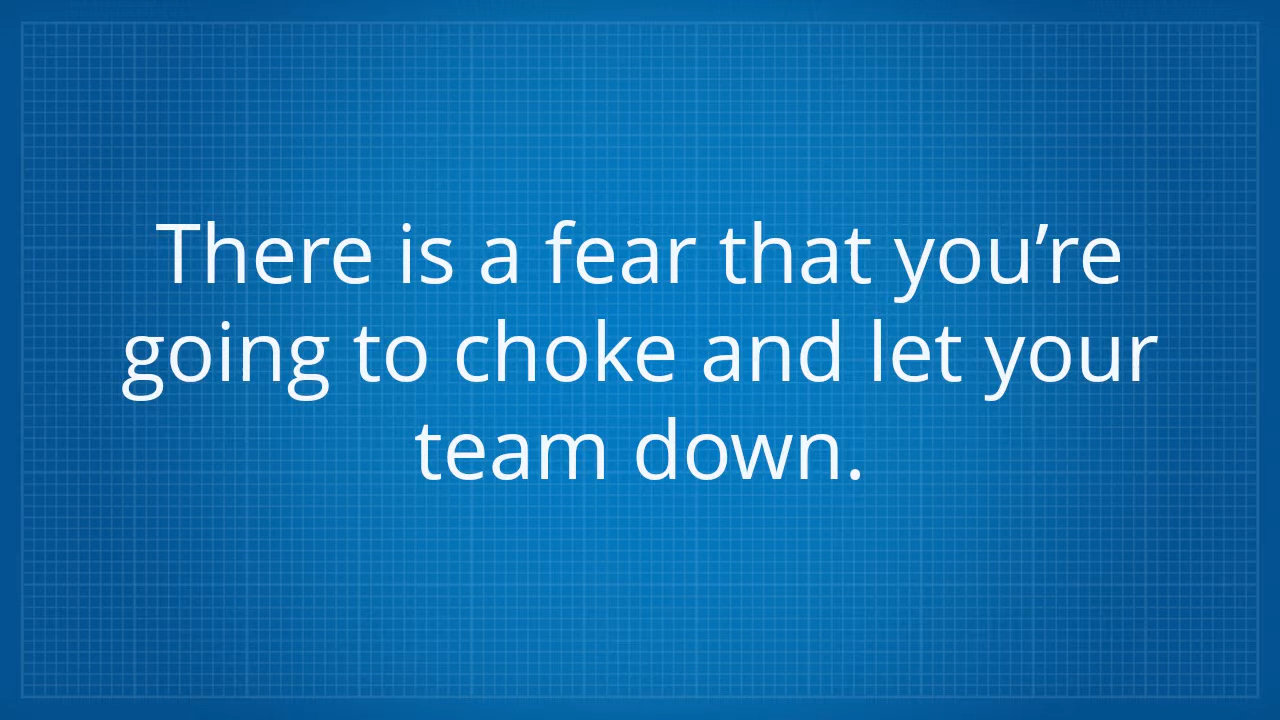 There is a fear that you’re
going to choke and let your
team down.